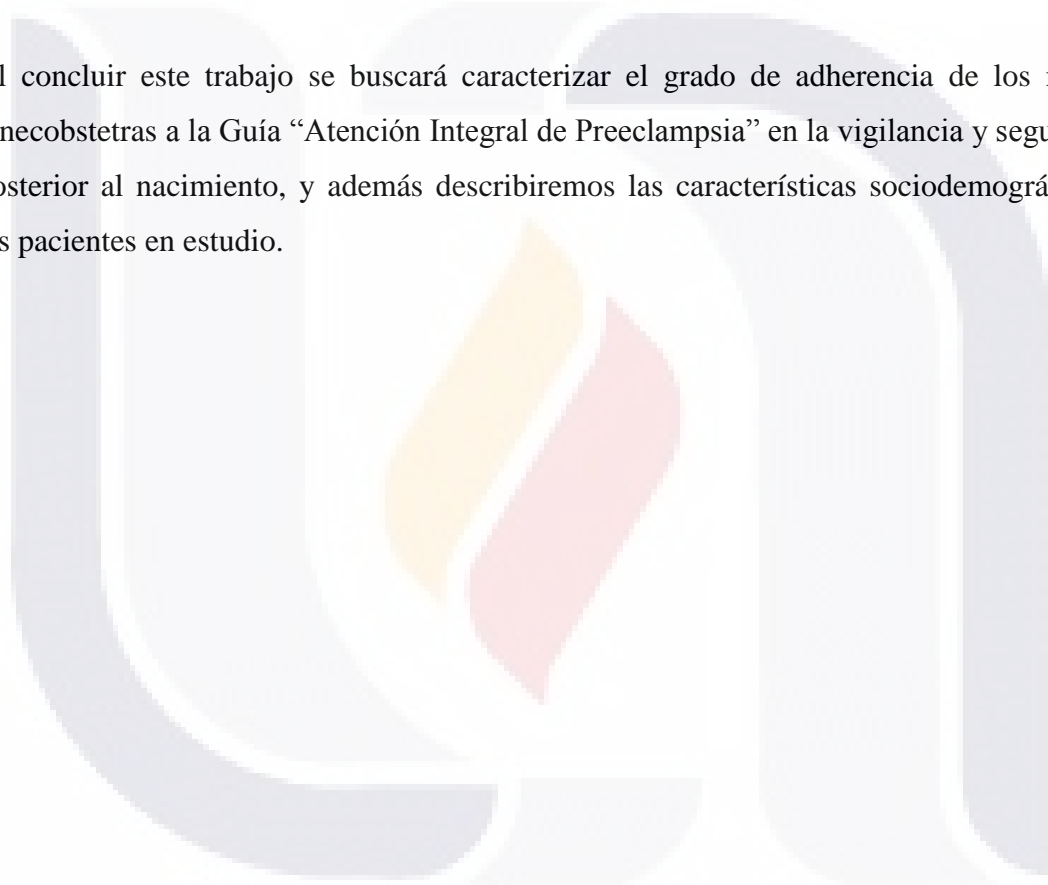 l concluir este trabajo se buscará caracterizar el grado de adherencia de los
necobstetras a la Guía “Atención Integral de Preeclampsia” en la vigilancia y segu
osterior al nacimiento, y además describiremos las características sociodemográ
s pacientes en estudio.